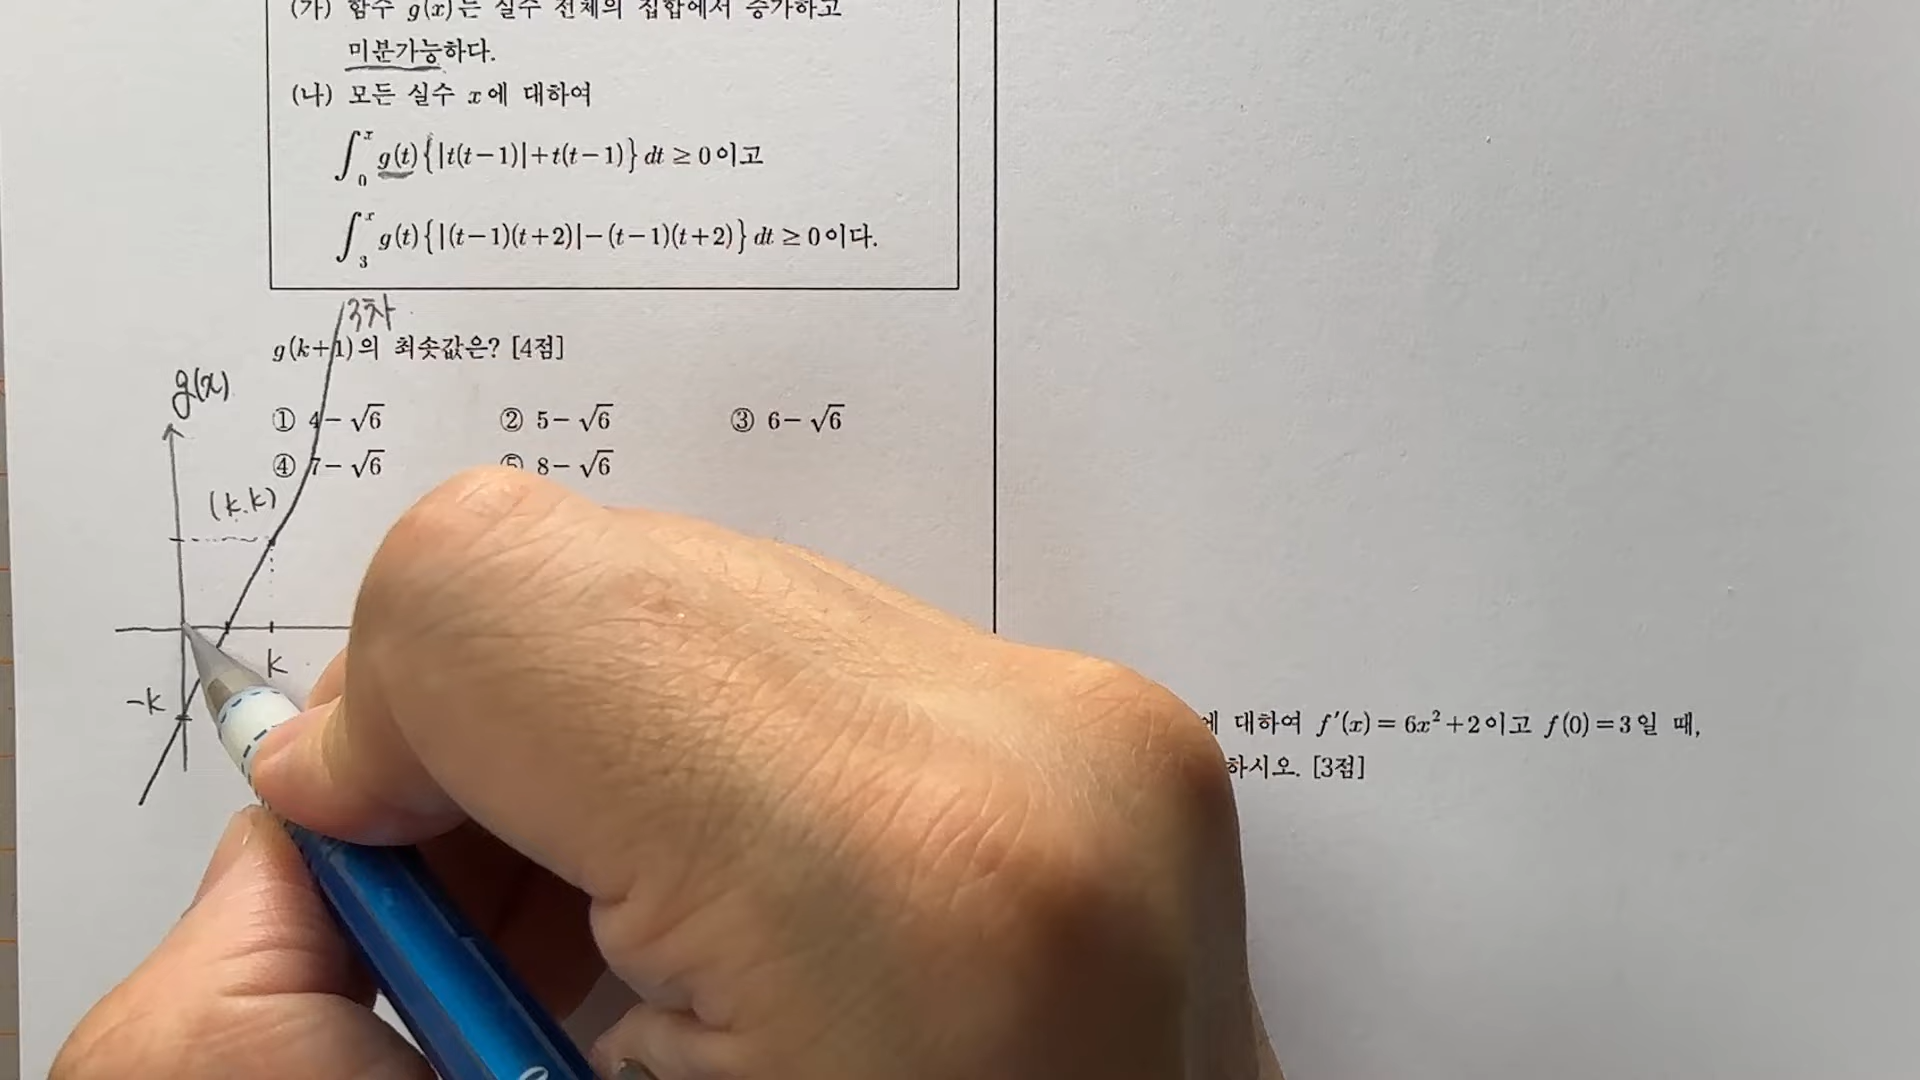 (가) 함수 g(x)는 실수 전체의 집합에서 증가하고
미분가능하다.
(나) 모든 실수 x에 대하여
∫₀ˣ g(t){|t(t−1)|+t(t−1)}dt ≥ 0이고
∫₃ˣ g(t){|(t−1)(t+2)|−(t−1)(t+2)}dt ≥ 0이다.
3차
g(k+1)의 최솟값은? [4점]
g(x)
① 4−√6 ② 5−√6 ③ 6−√6
④ 7−√6 ⑤ 8−√6
(k.k)
k
-k
에 대하여 f′(x)=6x²+2이고 f(0)=3일 때,
하시오. [3점]